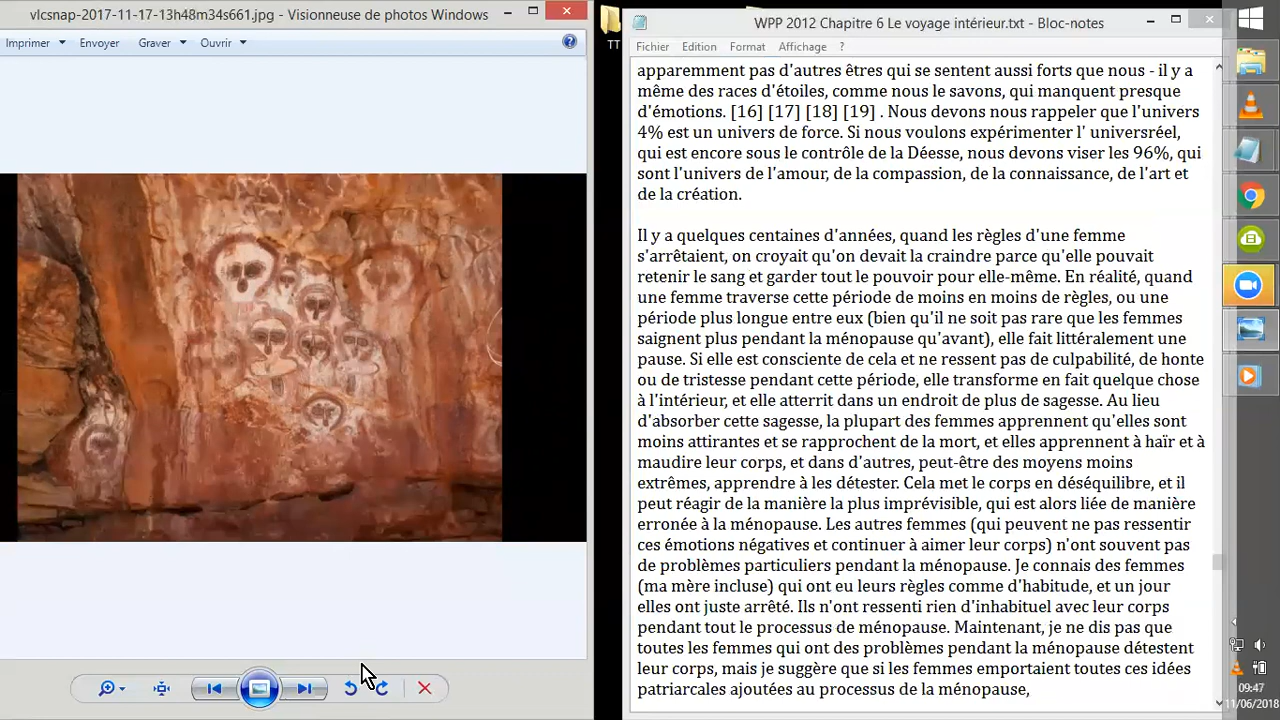 vlcsnap-2017-11-17-13h48m34s661.jpg - Visionneuse de photos Windows
Imprimer Envoyer Graver Ouvrir
TT
WPP 2012 Chapitre 6 Le voyage intérieur.txt - Bloc-notes
Fichier Edition Format Affichage ?
apparemment pas d'autres êtres qui se sentent aussi forts que nous - il y a
même des races d'étoiles, comme nous le savons, qui manquent presque
d'émotions. [16] [17] [18] [19] . Nous devons nous rappeler que l'univers
4% est un univers de force. Si nous voulons expérimenter l' universréel,
qui est encore sous le contrôle de la Déesse, nous devons viser les 96%, qui
sont l'univers de l'amour, de la compassion, de la connaissance, de l'art et
de la création.
Il y a quelques centaines d'années, quand les règles d'une femme
s'arrêtaient, on croyait qu'on devait la craindre parce qu'elle pouvait
retenir le sang et garder tout le pouvoir pour elle-même. En réalité, quand
une femme traverse cette période de moins en moins de règles, ou une
période plus longue entre eux (bien qu'il ne soit pas rare que les femmes
saignent plus pendant la ménopause qu'avant), elle fait littéralement une
pause. Si elle est consciente de cela et ne ressent pas de culpabilité, de honte
ou de tristesse pendant cette période, elle transforme en fait quelque chose
à l'intérieur, et elle atterrit dans un endroit de plus de sagesse. Au lieu
d'absorber cette sagesse, la plupart des femmes apprennent qu'elles sont
moins attirantes et se rapprochent de la mort, et elles apprennent à haïr et à
maudire leur corps, et dans d'autres, peut-être des moyens moins
extrêmes, apprendre à les détester. Cela met le corps en déséquilibre, et il
peut réagir de la manière la plus imprévisible, qui est alors liée de manière
erronée à la ménopause. Les autres femmes (qui peuvent ne pas ressentir
ces émotions négatives et continuer à aimer leur corps) n'ont souvent pas
de problèmes particuliers pendant la ménopause. Je connais des femmes
(ma mère incluse) qui ont eu leurs règles comme d'habitude, et un jour
elles ont juste arrêté. Ils n'ont ressenti rien d'inhabituel avec leur corps
pendant tout le processus de ménopause. Maintenant, je ne dis pas que
toutes les femmes qui ont des problèmes pendant la ménopause détestent
leur corps, mais je suggère que si les femmes emportaient toutes ces idées
patriarcales ajoutées au processus de la ménopause,
09:47
11/06/2018